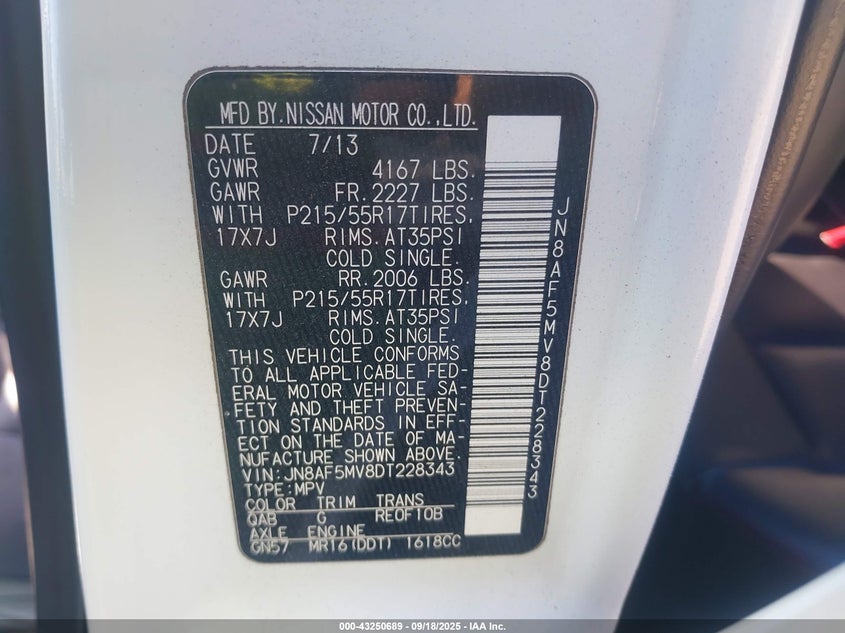 MFD BY.NISSAN MOTOR CO.,LTD.
DATE 7/13
GVWR 4167 LBS.
GAWR FR.2227 LBS.
WITH P215/55R17TIRES,
17X7J RIMS.AT35PSI
COLD SINGLE.
GAWR RR.2006 LBS.
WITH P215/55R17TIRES,
17X7J RIMS.AT35PSI
COLD SINGLE.
THIS VEHICLE CONFORMS
TO ALL APPLICABLE FED-
ERAL MOTOR VEHICLE SA-
FETY AND THEFT PREVEN-
TION STANDARDS IN EFF-
ECT ON THE DATE OF MA-
NUFACTURE SHOWN ABOVE.
VIN: JN8AF5MV8DT228343
TYPE:MPV
COLOR TRIM TRANS
QAB G RE0F10B
AXLE ENGINE
GN57 MR16(DDT) 1618CC
JN8AF5MV8DT228343
000-43250689 - 09/18/2025 - IAA Inc.